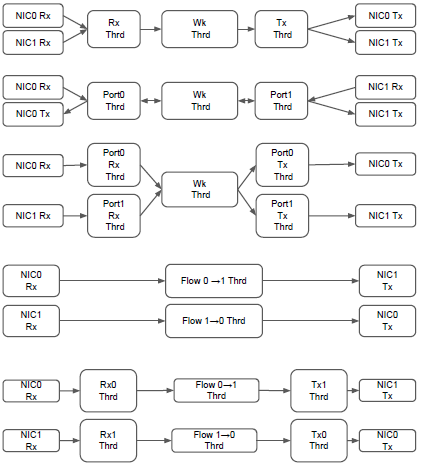 NIC0 Rx
NIC1 Rx
Rx
Thrd
Wk
Thrd
Tx
Thrd
NIC0 Tx
NIC1 Tx
NIC0 Rx
NIC0 Tx
Port0
Thrd
Wk
Thrd
Port1
Thrd
NIC1 Rx
NIC1 Tx
NIC0 Rx
NIC1 Rx
Port0
Rx
Thrd
Port1
Rx
Thrd
Wk
Thrd
Port0
Tx
Thrd
Port1
Tx
Thrd
NIC0 Tx
NIC1 Tx
NIC0
Rx
Flow 0→1 Thrd
NIC1
Tx
NIC1
Rx
Flow 1→0 Thrd
NIC0
Tx
NIC0
Rx
Rx0
Thrd
Flow 0→1
Thrd
Tx1
Thrd
NIC1
Tx
NIC1
Rx
Rx1
Thrd
Flow 1→0
Thrd
Tx0
Thrd
NIC0
Tx